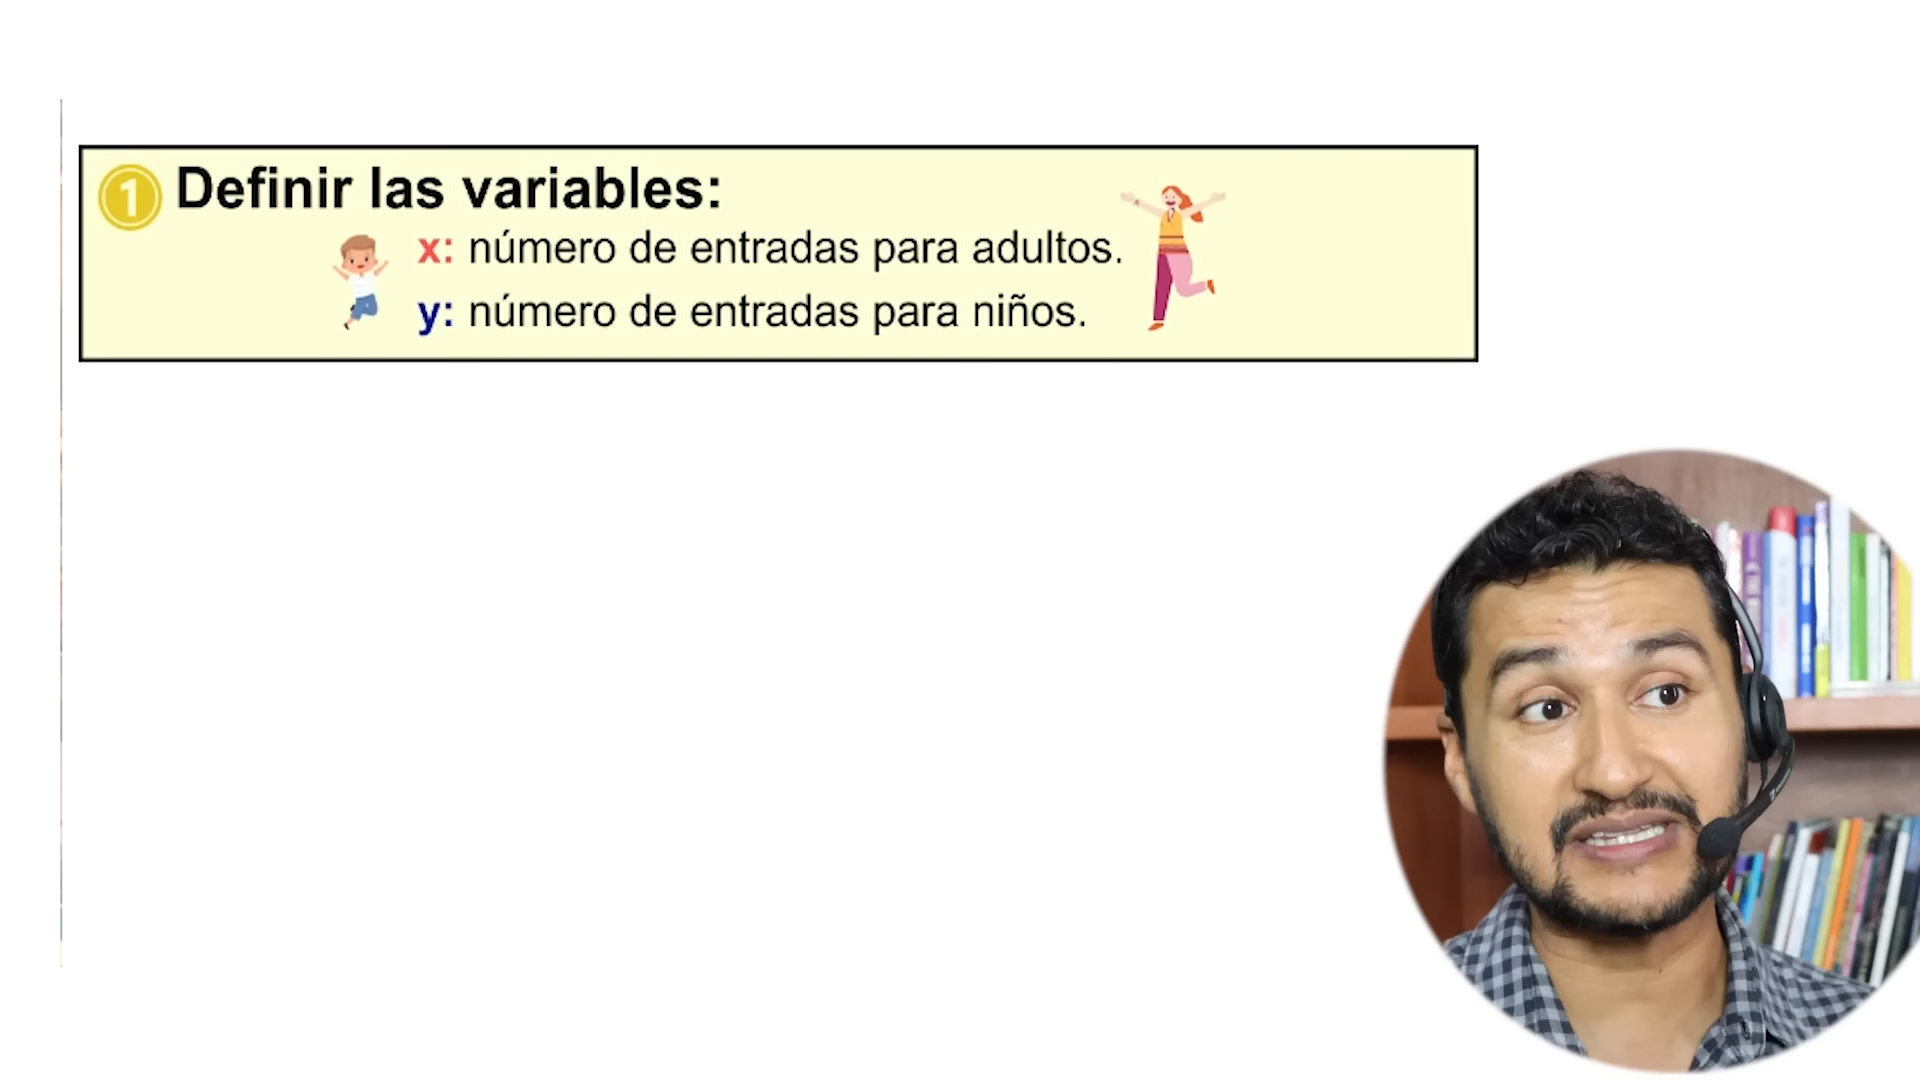 1 Definir las variables:
x: número de entradas para adultos.
y: número de entradas para niños.